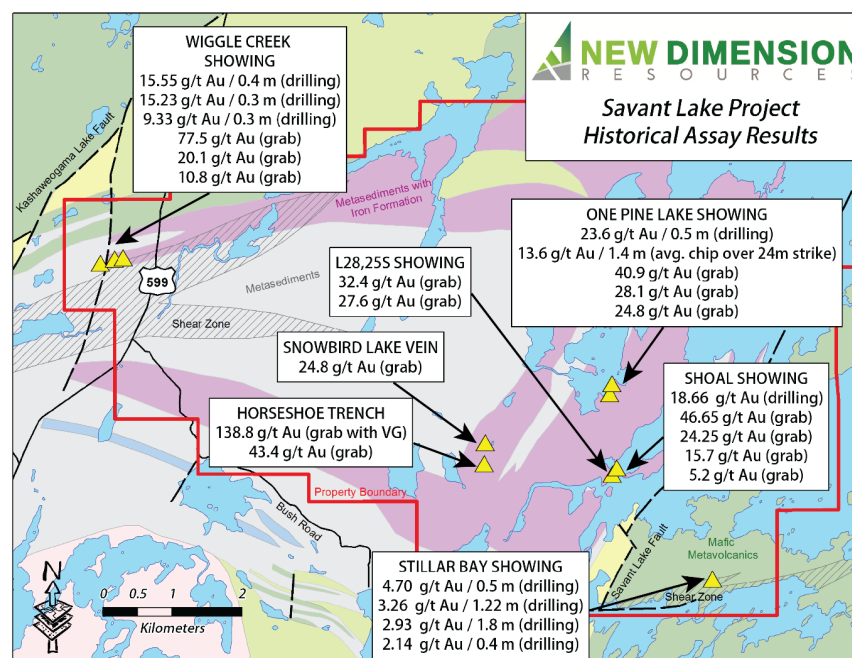 NEW DIMENSION
RESOURCES
Savant Lake Project
Historical Assay Results
WIGGLE CREEK
SHOWING
15.55 g/t Au / 0.4 m (drilling)
15.23 g/t Au / 0.3 m (drilling)
9.33 g/t Au / 0.3 m (drilling)
77.5 g/t Au (grab)
20.1 g/t Au (grab)
10.8 g/t Au (grab)
Kashaweogama Lake Fault
Metasediments with
Iron Formation
599
Metasediments
Shear Zone
ONE PINE LAKE SHOWING
23.6 g/t Au / 0.5 m (drilling)
13.6 g/t Au / 1.4 m (avg. chip over 24m strike)
40.9 g/t Au (grab)
28.1 g/t Au (grab)
24.8 g/t Au (grab)
L28,25S SHOWING
32.4 g/t Au (grab)
27.6 g/t Au (grab)
SNOWBIRD LAKE VEIN
24.8 g/t Au (grab)
HORSESHOE TRENCH
138.8 g/t Au (grab with VG)
43.4 g/t Au (grab)
SHOAL SHOWING
18.66 g/t Au (drilling)
46.65 g/t Au (grab)
24.25 g/t Au (grab)
15.7 g/t Au (grab)
5.2 g/t Au (grab)
Property Boundary
Bush Road
Savant Lake Fault
Mafic
Metavolcanics
Shear Zone
STILLAR BAY SHOWING
4.70 g/t Au / 0.5 m (drilling)
3.26 g/t Au / 1.22 m (drilling)
2.93 g/t Au / 1.8 m (drilling)
2.14 g/t Au / 0.4 m (drilling)
N
0 0.5 1 2
Kilometers